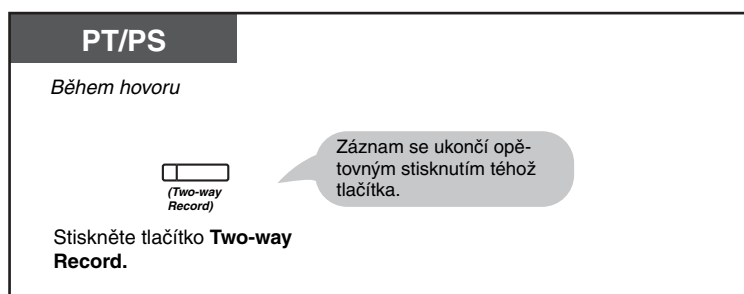 PT/PS
Během hovoru
Záznam se ukončí opě-
tovným stisknutím téhož
tlačítka.
(Two-way
Record)
Stiskněte tlačítko Two-way
Record.